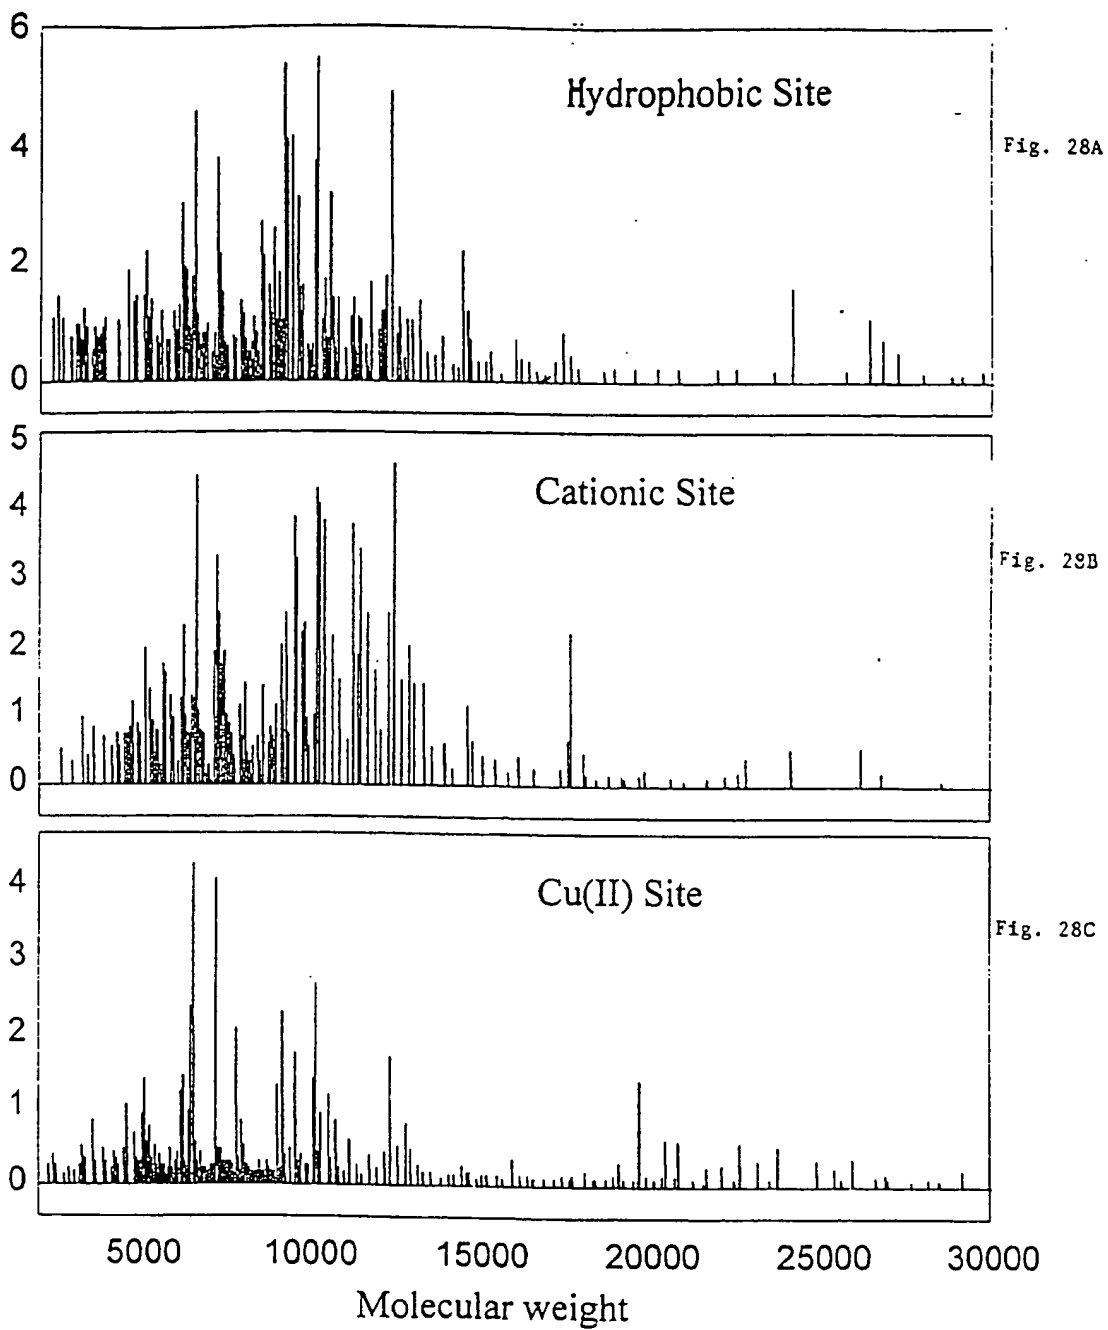 6
4
2
0
Hydrophobic Site
Fig. 28A
5
4
3
2
1
0
Cationic Site
Fig. 28B
4
3
2
1
0
Cu(II) Site
Fig. 28C
5000 10000 15000 20000 25000 30000
Molecular weight